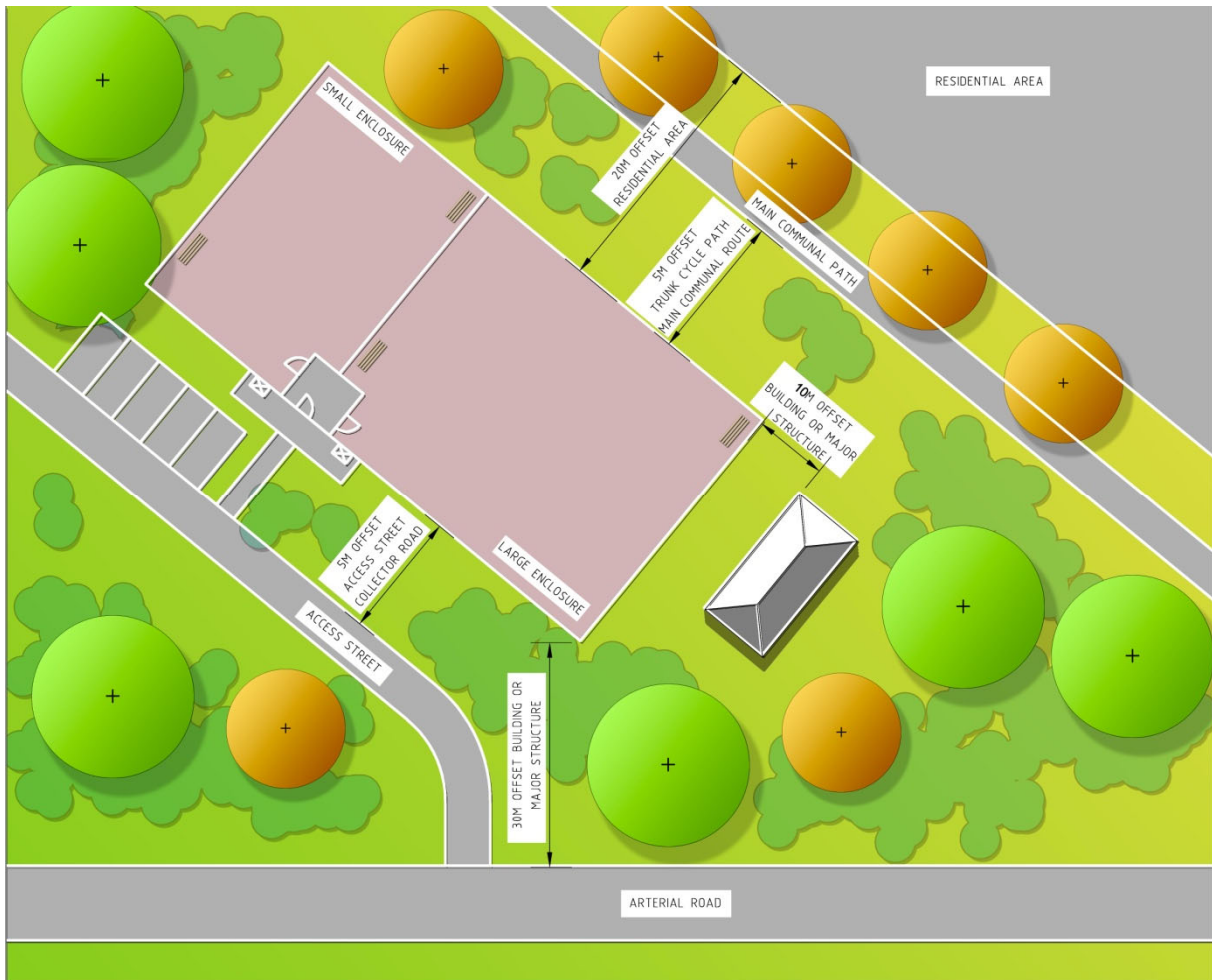 RESIDENTIAL AREA
SMALL ENCLOSURE
20M OFFSET
RESIDENTIAL AREA
MAIN COMMUNAL PATH
5M OFFSET
TRUNK CYCLE PATH
MAIN COMMUNAL ROUTE
10M OFFSET
BUILDING OR MAJOR
STRUCTURE
5M OFFSET
ACCESS STREET
COLLECTOR ROAD
LARGE ENCLOSURE
ACCESS STREET
30M OFFSET BUILDING OR
MAJOR STRUCTURE
ARTERIAL ROAD